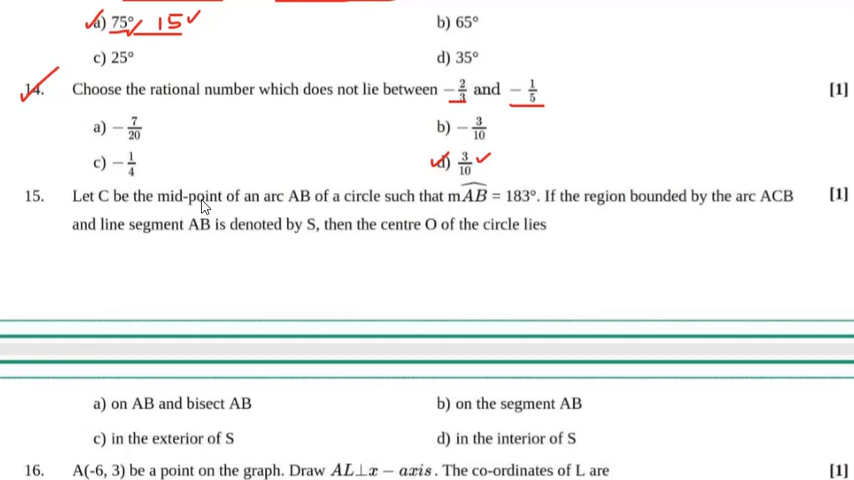 a) 75° 15 b) 65°
c) 25° d) 35°
14. Choose the rational number which does not lie between −2/3 and −1/5 [1]
a) −7/20 b) −3/10
c) −1/4 d) 3/10
15. Let C be the mid-point of an arc AB of a circle such that mAB = 183°. If the region bounded by the arc ACB [1]
and line segment AB is denoted by S, then the centre O of the circle lies
a) on AB and bisect AB b) on the segment AB
c) in the exterior of S d) in the interior of S
16. A(-6, 3) be a point on the graph. Draw AL⊥x − axis. The co-ordinates of L are [1]